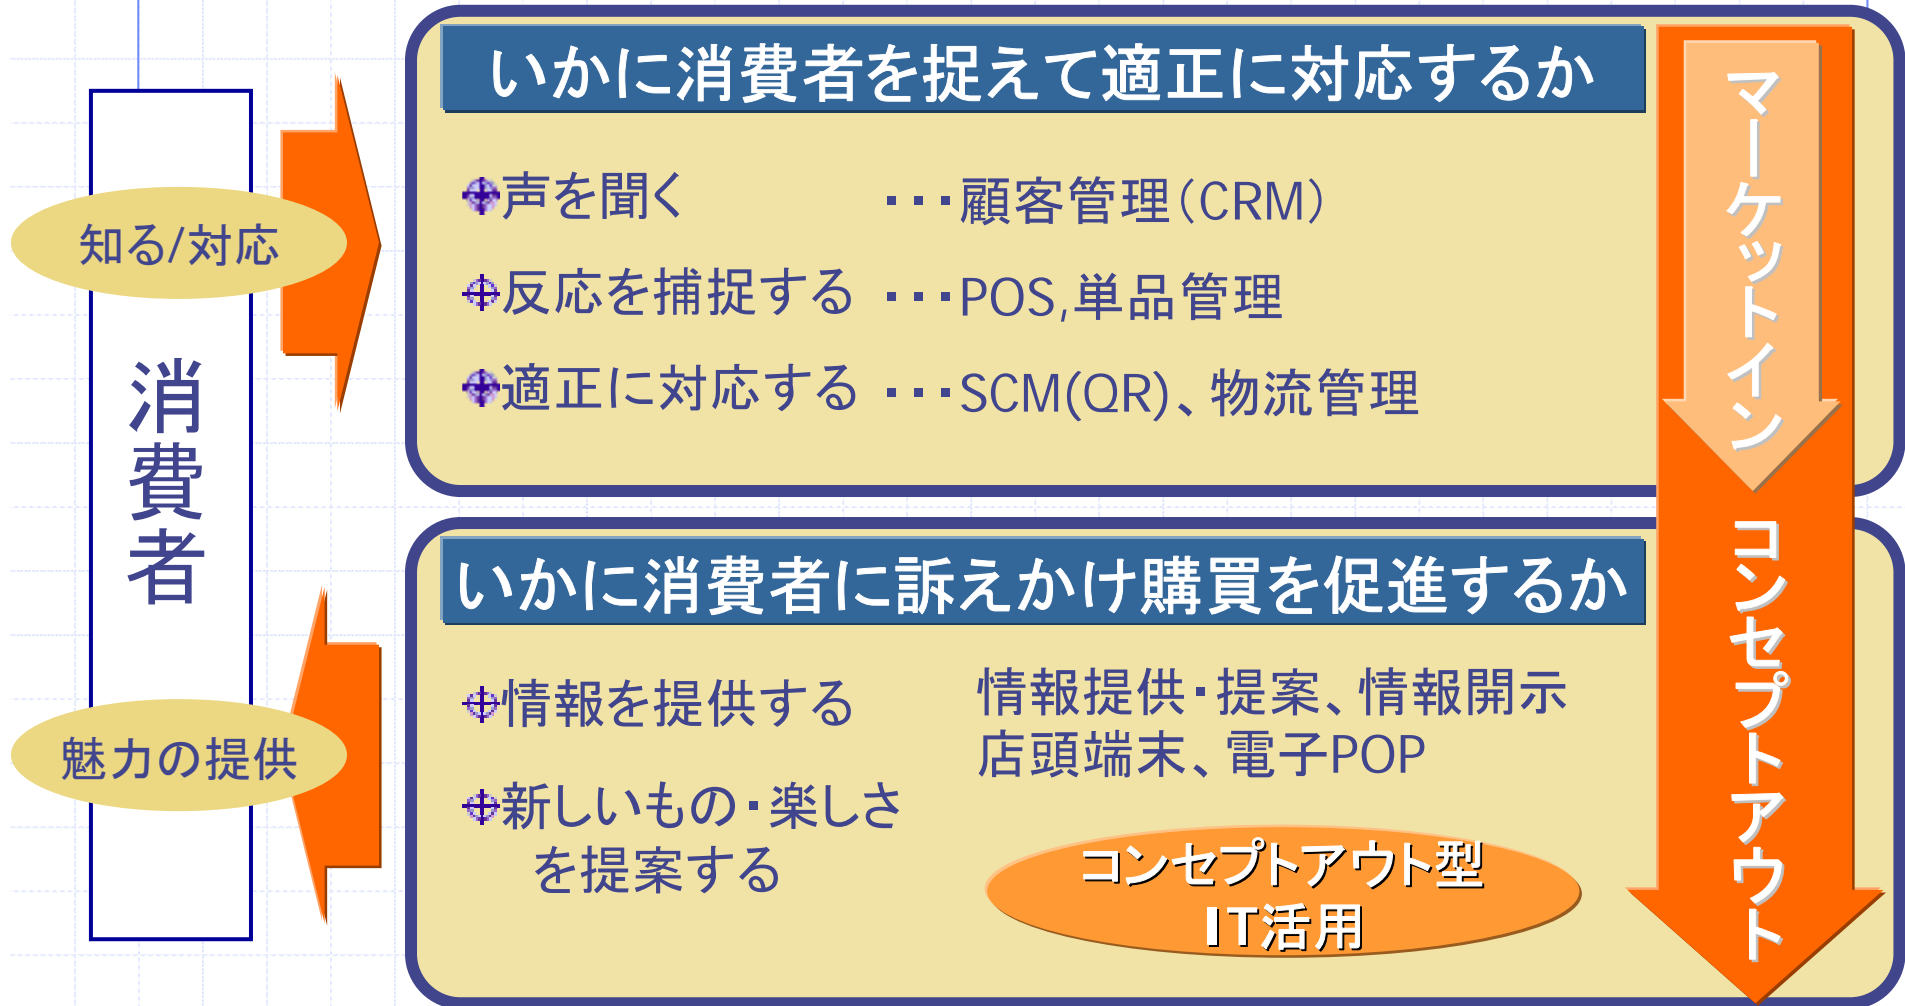 消費者
知る/対応
魅力の提供
いかに消費者を捉えて適正に対応するか
声を聞く ・・・顧客管理(CRM)
反応を捕捉する ・・・POS,単品管理
適正に対応する ・・・SCM(QR)、物流管理
マーケットイン
いかに消費者に訴えかけ購買を促進するか
情報を提供する
新しいもの・楽しさ
を提案する
情報提供・提案、情報開示
店頭端末、電子POP
コンセプトアウト型
IT活用
コンセプトアウト